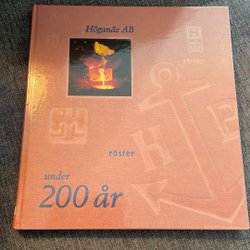 Höganäs AB
röster
under
200 år